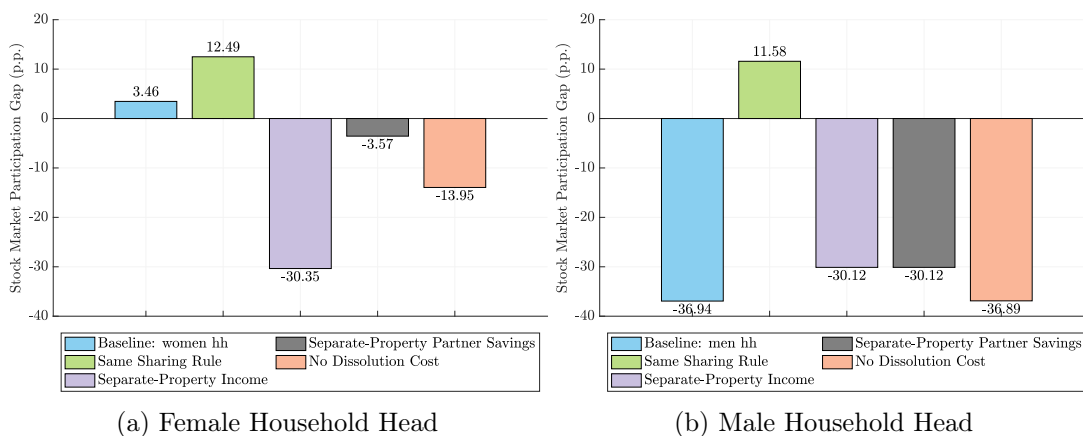 Stock Market Participation Gap (p.p.)
20
10
0
-10
-20
-30
-40
3.46
12.49
-30.35
-3.57
-13.95
Baseline: women hh
Same Sharing Rule
Separate-Property Income
Separate-Property Partner Savings
No Dissolution Cost
(a) Female Household Head
Stock Market Participation Gap (p.p.)
20
10
0
-10
-20
-30
-40
-36.94
11.58
-30.12
-30.12
-36.89
Baseline: men hh
Same Sharing Rule
Separate-Property Income
Separate-Property Partner Savings
No Dissolution Cost
(b) Male Household Head